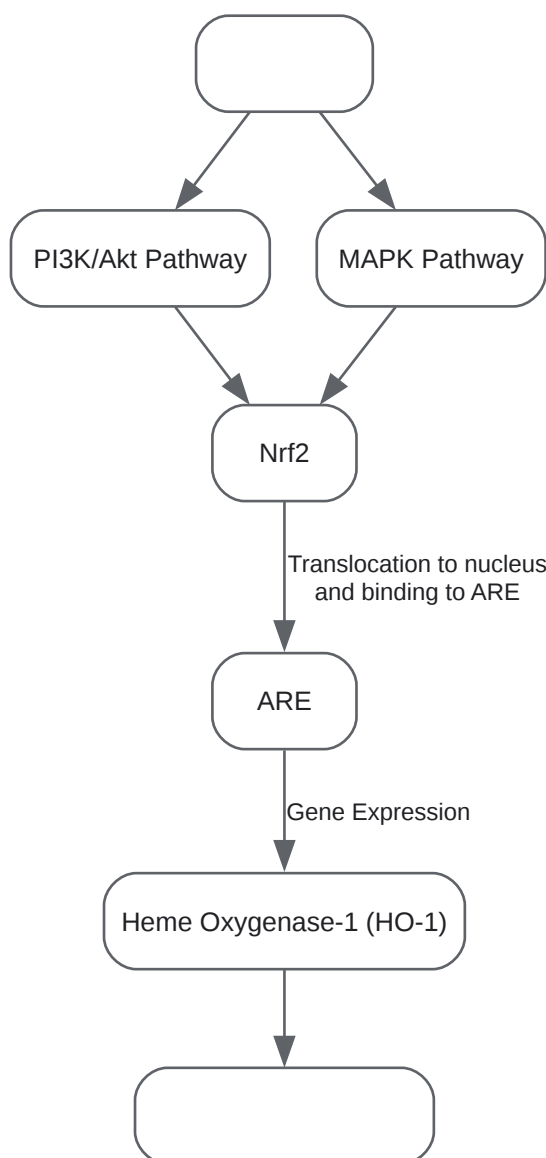 PI3K/Akt Pathway
MAPK Pathway
Nrf2
Translocation to nucleus
and binding to ARE
ARE
Gene Expression
Heme Oxygenase-1 (HO-1)